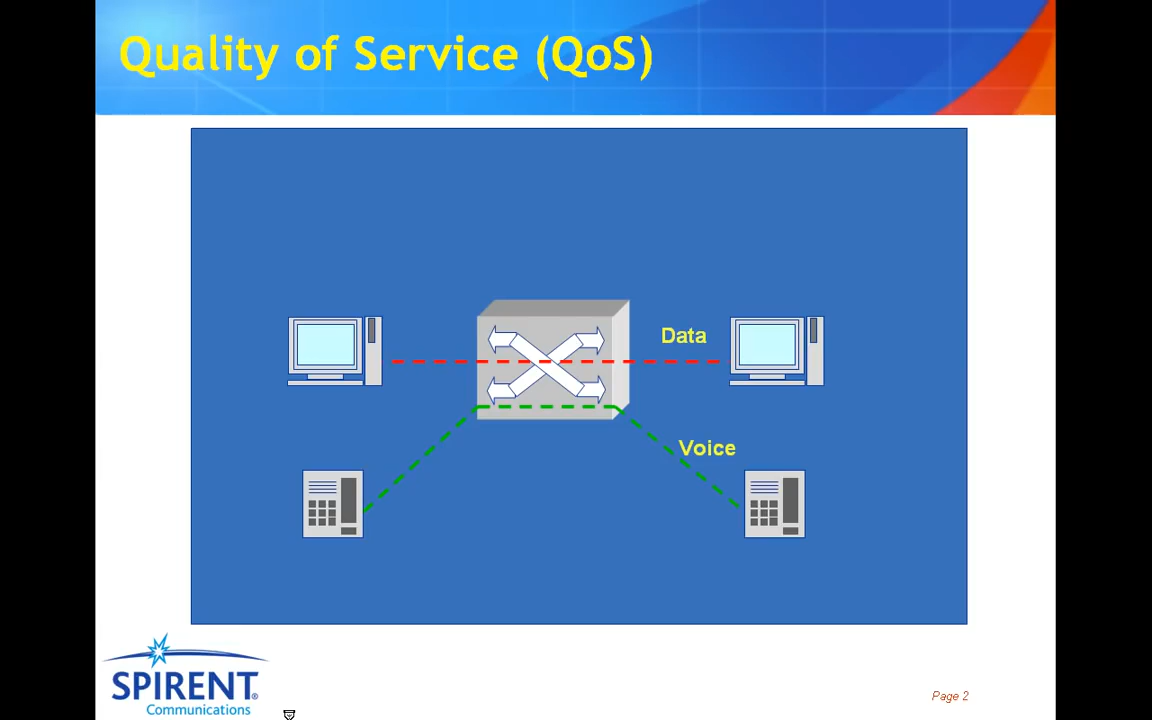 Quality of Service (QoS)
Data
Voice
SPIRENT®
Communications
Page 2